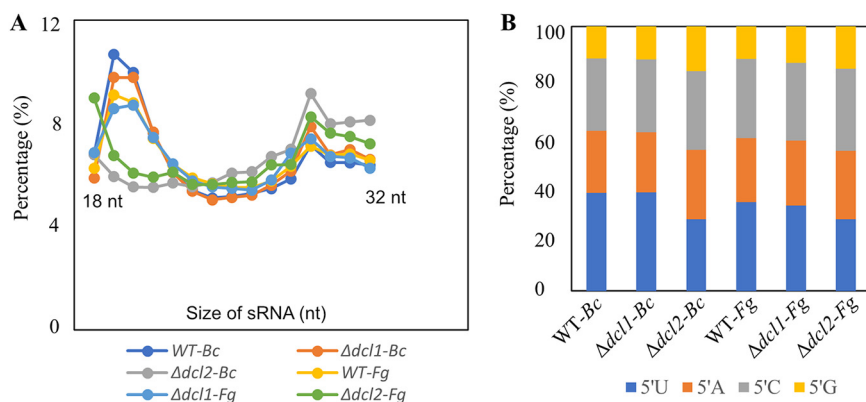 A
12
8
4
0
Percentage (%)
18 nt
32 nt
Size of sRNA (nt)
WT-Bc
Δdcl1-Bc
Δdcl2-Bc
WT-Fg
Δdcl1-Fg
Δdcl2-Fg
B
100
80
60
40
20
0
Percentage (%)
WT-Bc
Δdcl1-Bc
Δdcl2-Bc
WT-Fg
Δdcl1-Fg
Δdcl2-Fg
5'U
5'A
5'C
5'G